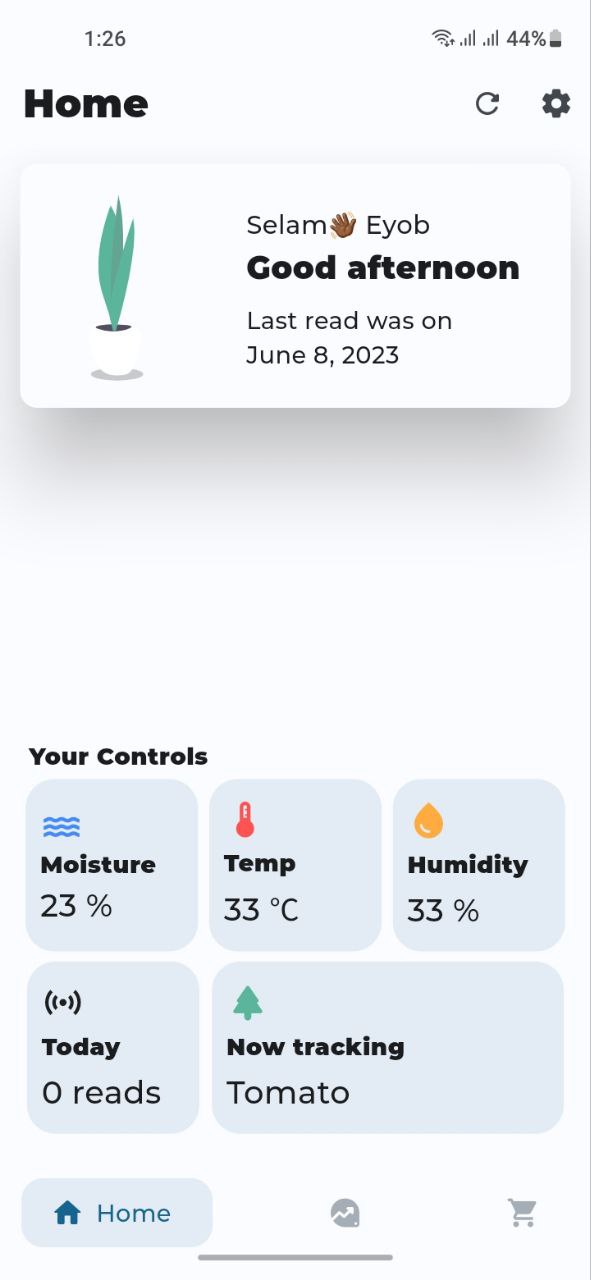 1:26 44%
Home
Selam👋🏾 Eyob
Good afternoon
Last read was on
June 8, 2023
Your Controls
Moisture Temp Humidity
23 % 33 °C 33 %
Today Now tracking
0 reads Tomato
Home